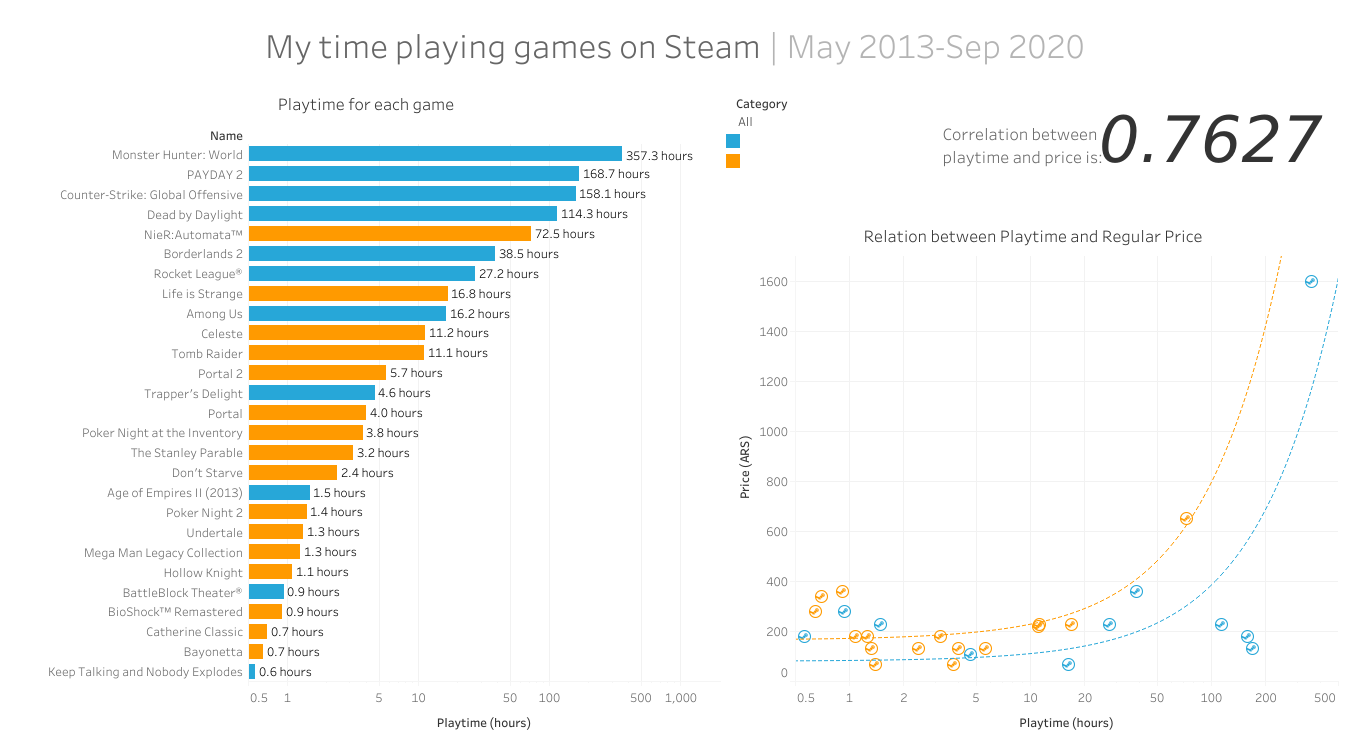 My time playing games on Steam | May 2013-Sep 2020
Playtime for each game
Name
Monster Hunter: World 357.3 hours
PAYDAY 2 168.7 hours
Counter-Strike: Global Offensive 158.1 hours
Dead by Daylight 114.3 hours
NieR:Automata™ 72.5 hours
Borderlands 2 38.5 hours
Rocket League® 27.2 hours
Life is Strange 16.8 hours
Among Us 16.2 hours
Celeste 11.2 hours
Tomb Raider 11.1 hours
Portal 2 5.7 hours
Trapper's Delight 4.6 hours
Portal 4.0 hours
Poker Night at the Inventory 3.8 hours
The Stanley Parable 3.2 hours
Don't Starve 2.4 hours
Age of Empires II (2013) 1.5 hours
Poker Night 2 1.4 hours
Undertale 1.3 hours
Mega Man Legacy Collection 1.3 hours
Hollow Knight 1.1 hours
BattleBlock Theater® 0.9 hours
BioShock™ Remastered 0.9 hours
Catherine Classic 0.7 hours
Bayonetta 0.7 hours
Keep Talking and Nobody Explodes 0.6 hours
0.5 1 5 10 50 100 500 1,000
Playtime (hours)
Category
All
Correlation between
playtime and price is:
0.7627
Relation between Playtime and Regular Price
Price (ARS)
1600
1400
1200
1000
800
600
400
200
0
0.5 1 2 5 10 20 50 100 200 500
Playtime (hours)